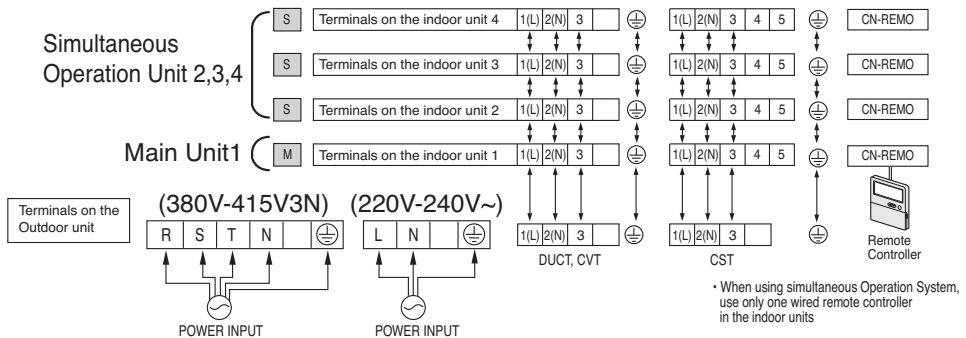 Simultaneous
Operation Unit 2,3,4
S Terminals on the indoor unit 4 1(L) 2(N) 3 1(L) 2(N) 3 4 5 CN-REMO
S Terminals on the indoor unit 3 1(L) 2(N) 3 1(L) 2(N) 3 4 5 CN-REMO
S Terminals on the indoor unit 2 1(L) 2(N) 3 1(L) 2(N) 3 4 5 CN-REMO
Main Unit1
M Terminals on the indoor unit 1 1(L) 2(N) 3 1(L) 2(N) 3 4 5 CN-REMO
Terminals on the
Outdoor unit
(380V-415V3N) (220V-240V~)
R S T N L N 1(L) 2(N) 3 1(L) 2(N) 3
DUCT, CVT CST
Remote
Controller
POWER INPUT POWER INPUT
• When using simultaneous Operation System,
use only one wired remote controller
in the indoor units